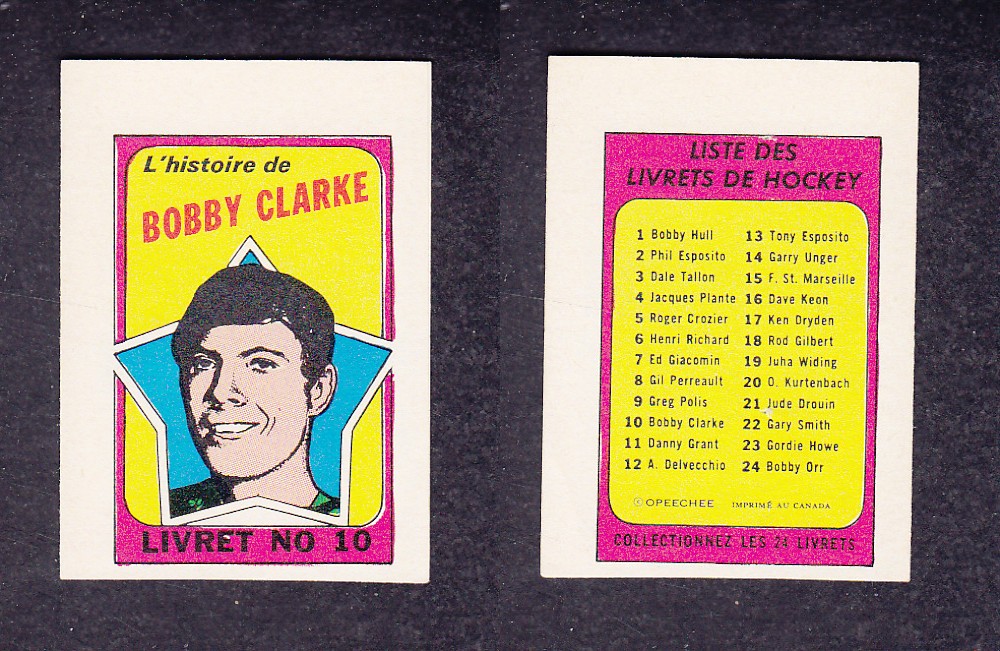 L'histoire de
BOBBY CLARKE
LIVRET NO 10
LISTE DES
LIVRETS DE HOCKEY
1 Bobby Hull
2 Phil Esposito
3 Dale Tallon
4 Jacques Plante
5 Roger Crozier
6 Henri Richard
7 Ed Giacomin
8 Gil Perreault
9 Greg Polis
10 Bobby Clarke
11 Danny Grant
12 A. Delvecchio
13 Tony Esposito
14 Garry Unger
15 F. St. Marseille
16 Dave Keon
17 Ken Dryden
18 Rod Gilbert
19 Juha Widing
20 O. Kurtenbach
21 Jude Drouin
22 Gary Smith
23 Gordie Howe
24 Bobby Orr
© OPEECHEE IMPRIMÉ AU CANADA
COLLECTIONNEZ LES 24 LIVRETS